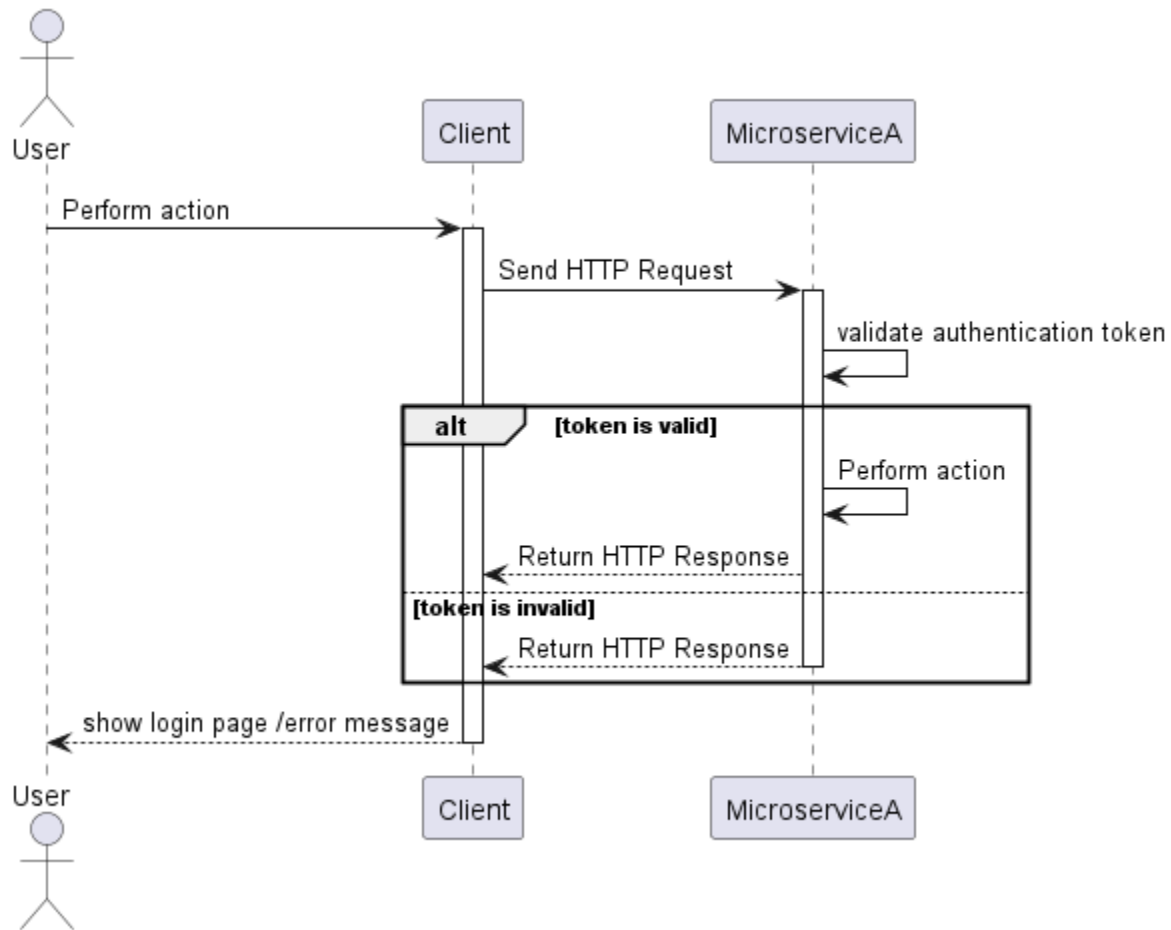 User
Client
MicroserviceA
Perform action
Send HTTP Request
validate authentication token
alt
[token is valid]
Perform action
Return HTTP Response
[token is invalid]
Return HTTP Response
show login page /error message
User
Client
MicroserviceA